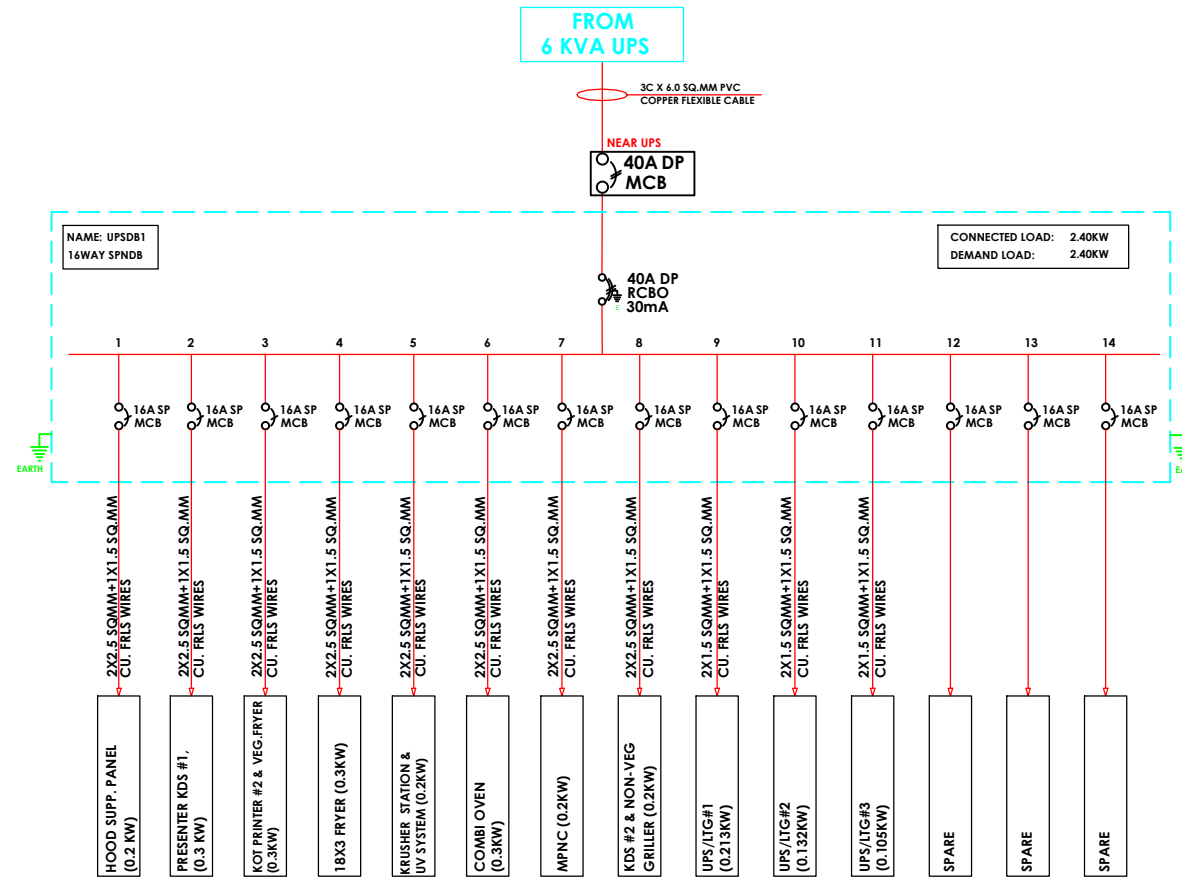 FROM
6 KVA UPS
3C X 6.0 SQ.MM PVC
COPPER FLEXIBLE CABLE
NEAR UPS
40A DP
MCB
NAME: UPSDB1
16WAY SPNDB
CONNECTED LOAD: 2.40KW
DEMAND LOAD: 2.40KW
40A DP
RCBO
30mA
E
1 2 3 4 5 6 7 8 9 10 11 12 13 14
16A SP
MCB
16A SP
MCB
16A SP
MCB
16A SP
MCB
16A SP
MCB
16A SP
MCB
16A SP
MCB
16A SP
MCB
16A SP
MCB
16A SP
MCB
16A SP
MCB
16A SP
MCB
16A SP
MCB
16A SP
MCB
EARTH
2X2.5 SQMM+1X1.5 SQ.MM
CU. FRLS WIRES
2X2.5 SQMM+1X1.5 SQ.MM
CU. FRLS WIRES
2X2.5 SQMM+1X1.5 SQ.MM
CU. FRLS WIRES
2X2.5 SQMM+1X1.5 SQ.MM
CU. FRLS WIRES
2X2.5 SQMM+1X1.5 SQ.MM
CU. FRLS WIRES
2X2.5 SQMM+1X1.5 SQ.MM
CU. FRLS WIRES
2X2.5 SQMM+1X1.5 SQ.MM
CU. FRLS WIRES
2X2.5 SQMM+1X1.5 SQ.MM
CU. FRLS WIRES
2X1.5 SQMM+1X1.5 SQ.MM
CU. FRLS WIRES
2X1.5 SQMM+1X1.5 SQ.MM
CU. FRLS WIRES
2X1.5 SQMM+1X1.5 SQ.MM
CU. FRLS WIRES
HOOD SUPP. PANEL
(0.2 KW)
PRESENTER KDS #1,
(0.3 KW)
KOT PRINTER #2 & VEG.FRYER
(0.3KW)
18X3 FRYER (0.3KW)
KRUSHER STATION &
UV SYSTEM (0.2KW)
COMBI OVEN
(0.3KW)
MPNC (0.2KW)
KDS #2 & NON-VEG
GRILLER (0.2KW)
UPS/LTG#1
(0.213KW)
UPS/LTG#2
(0.132KW)
UPS/LTG#3
(0.105KW)
SPARE
SPARE
SPARE